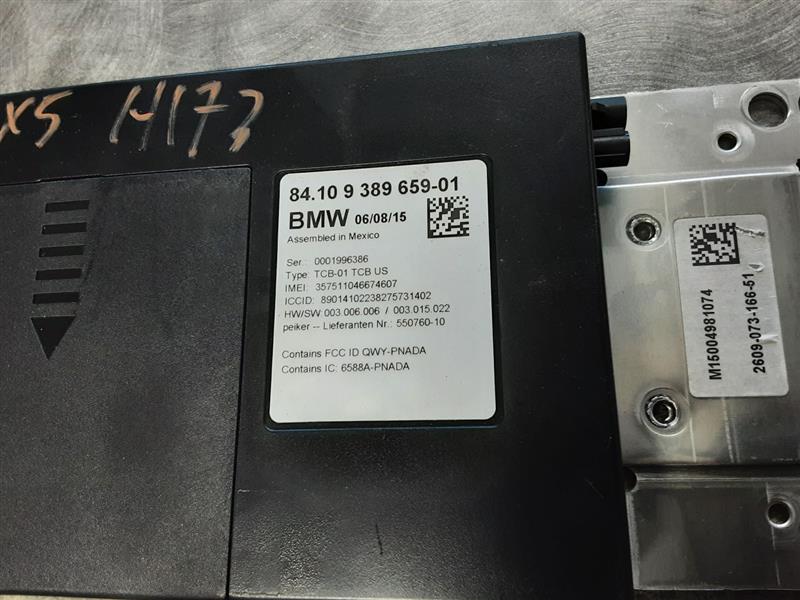 X5 H173
84.10 9 389 659-01
BMW 06/08/15
Assembled in Mexico
Ser.: 0001996386
Type: TCB-01 TCB US
IMEI: 357511046674607
ICCID: 89014102238275731402
HW/SW 003.006.006 / 003.015.022
peiker -- Lieferanten Nr.: 550760-10
Contains FCC ID QWY-PNADA
Contains IC: 6588A-PNADA
M15004981074
2609-073-166-51